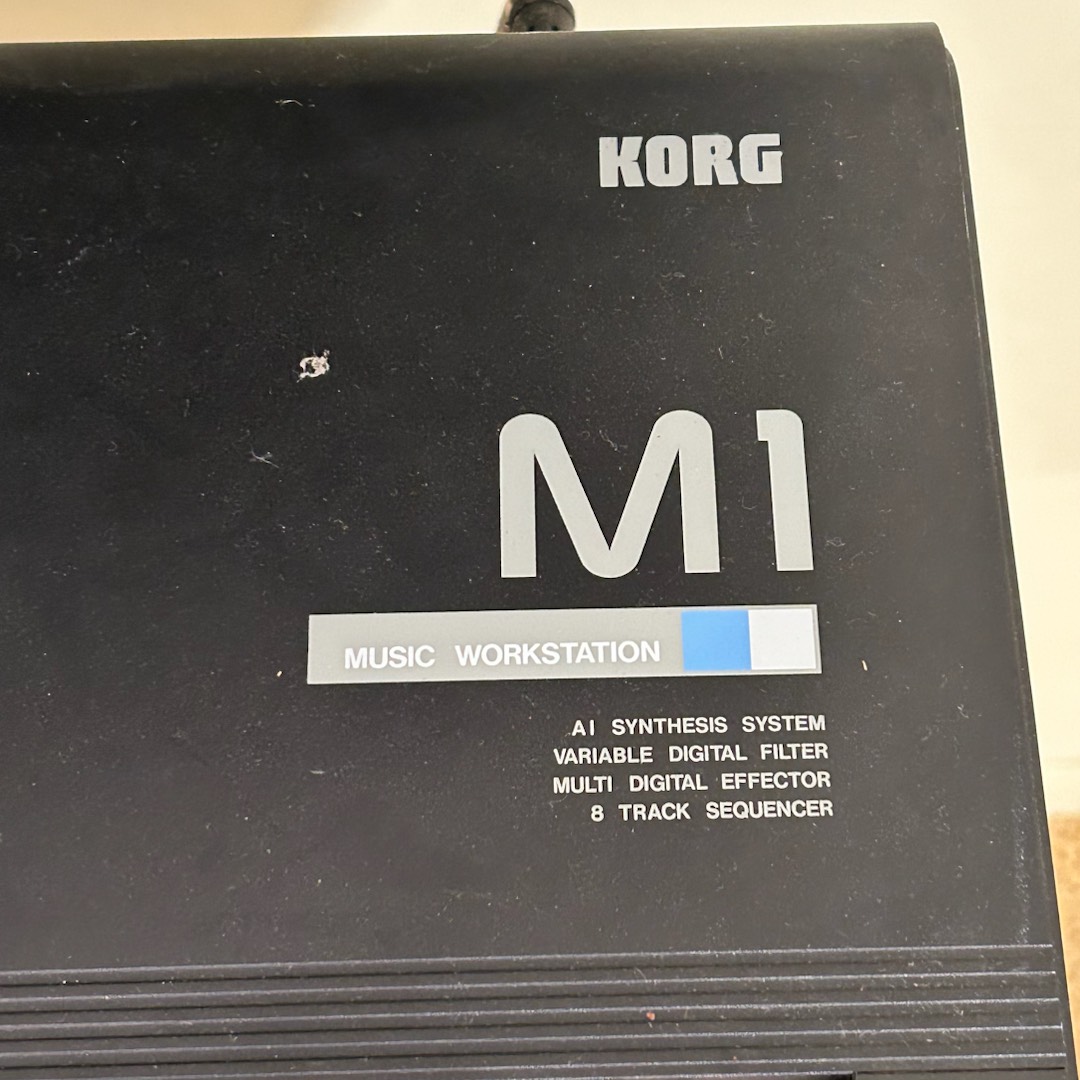 KORG
M1
MUSIC WORKSTATION
AI SYNTHESIS SYSTEM
VARIABLE DIGITAL FILTER
MULTI DIGITAL EFFECTOR
8 TRACK SEQUENCER